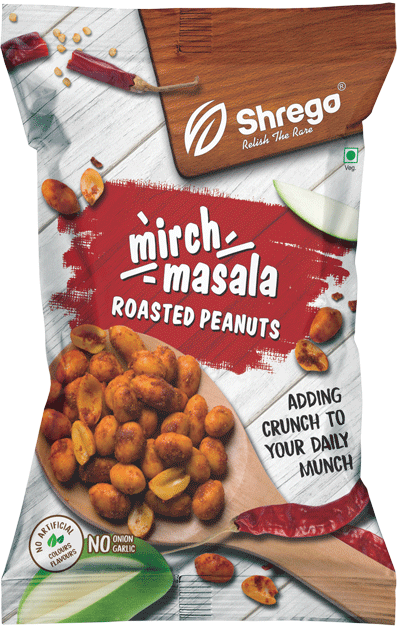 Shrego®
Relish The Rare
Veg.
mirch
masala
ROASTED PEANUTS
ADDING
CRUNCH TO
YOUR DAILY
MUNCH
NO ARTIFICIAL
COLOURS
FLAVOURS
NO ONION
GARLIC